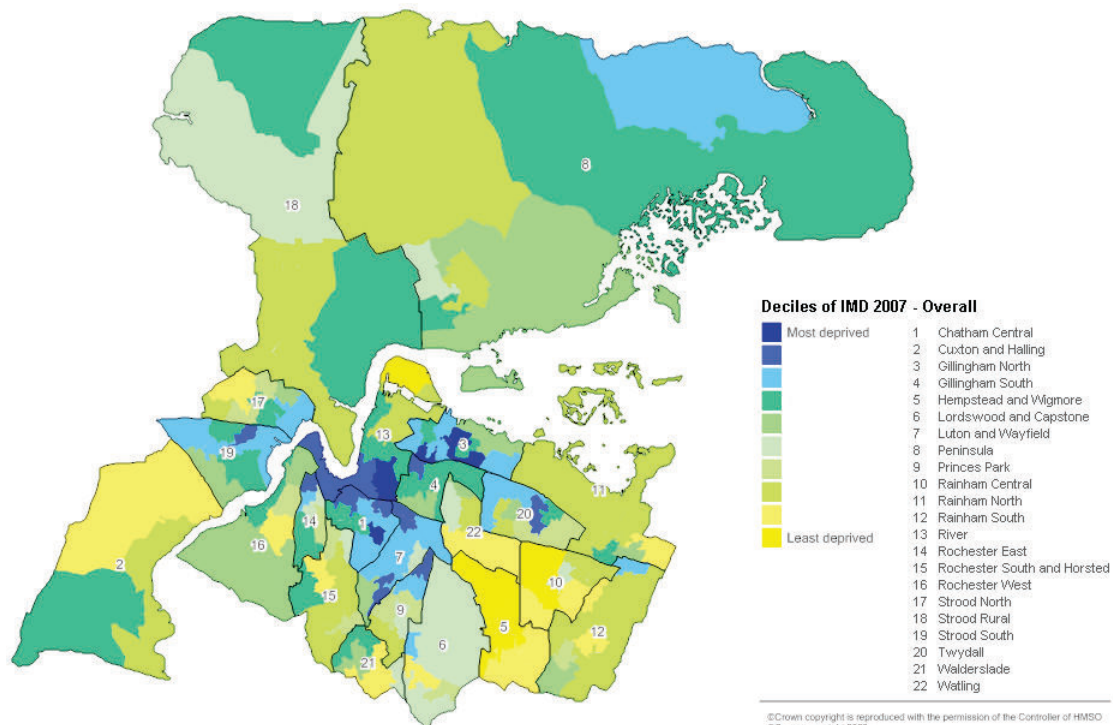 18
8
17
19
13
3
4
11
20
14
1
22
16
7
2
10
15
9
5
12
6
21
Deciles of IMD 2007 - Overall
Most deprived
Least deprived
1 Chatham Central
2 Cuxton and Halling
3 Gillingham North
4 Gillingham South
5 Hempstead and Wigmore
6 Lordswood and Capstone
7 Luton and Wayfield
8 Peninsula
9 Princes Park
10 Rainham Central
11 Rainham North
12 Rainham South
13 River
14 Rochester East
15 Rochester South and Horsted
16 Rochester West
17 Strood North
18 Strood Rural
19 Strood South
20 Twydall
21 Walderslade
22 Watling
©Crown copyright is reproduced with the permission of the Controller of HMSO